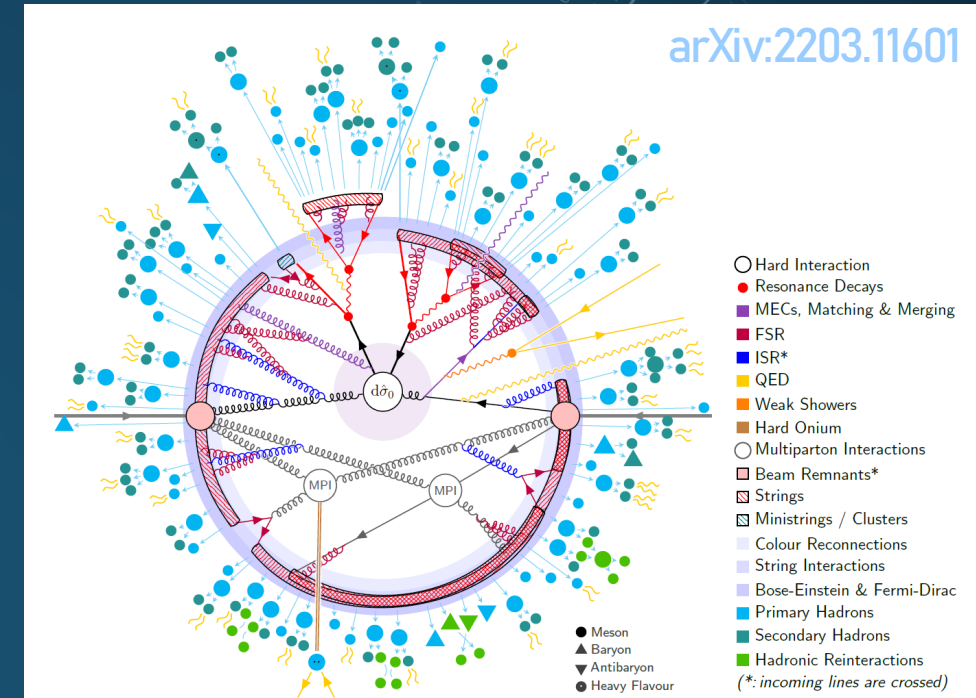 arXiv:2203.11601
dσ̂₀
MPI
MPI
Hard Interaction
Resonance Decays
MECs, Matching & Merging
FSR
ISR*
QED
Weak Showers
Hard Onium
Multiparton Interactions
Beam Remnants*
Strings
Ministrings / Clusters
Colour Reconnections
String Interactions
Bose-Einstein & Fermi-Dirac
Primary Hadrons
Secondary Hadrons
Hadronic Reinteractions
(*: incoming lines are crossed)
Meson
Baryon
Antibaryon
Heavy Flavour